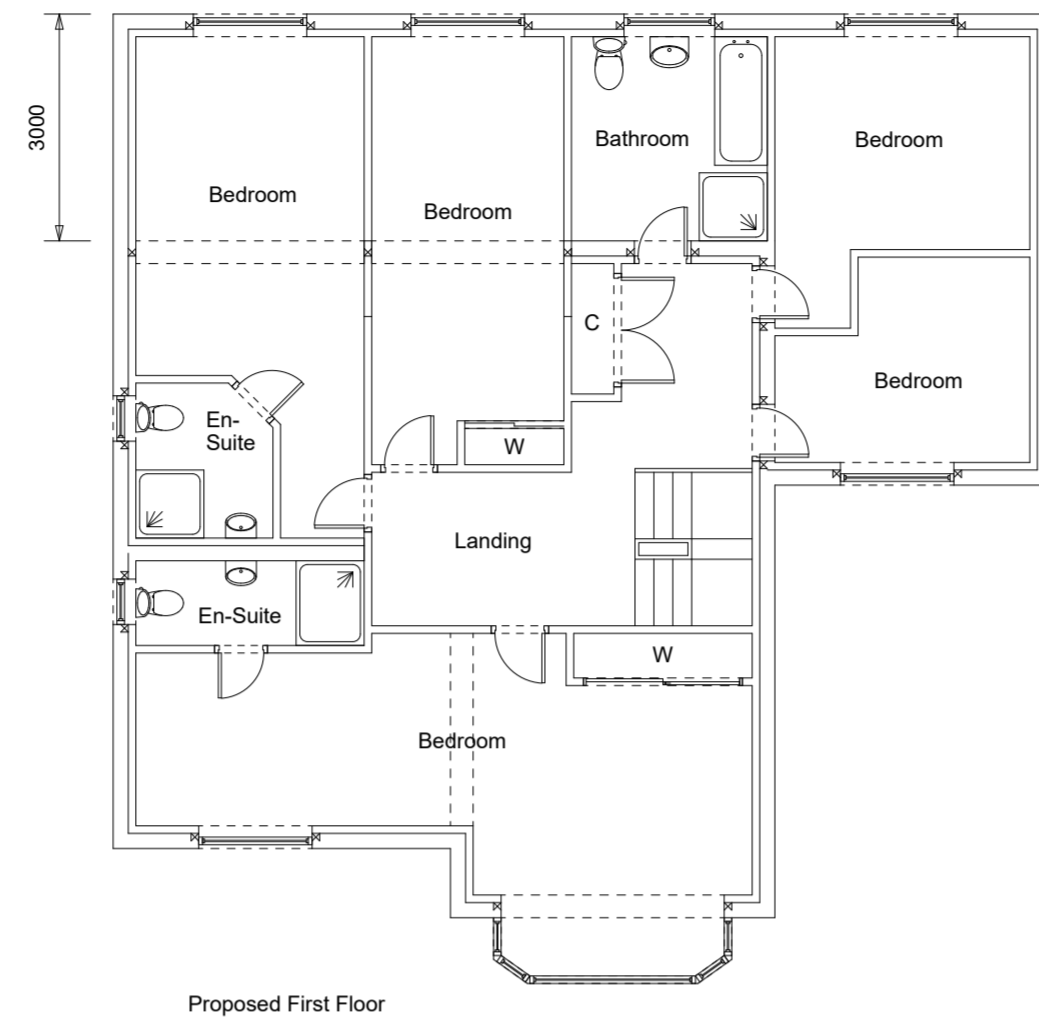 3000
Bathroom
Bedroom
Bedroom
Bedroom
C
Bedroom
En-
Suite
W
Landing
En-Suite
W
Bedroom
Proposed First Floor